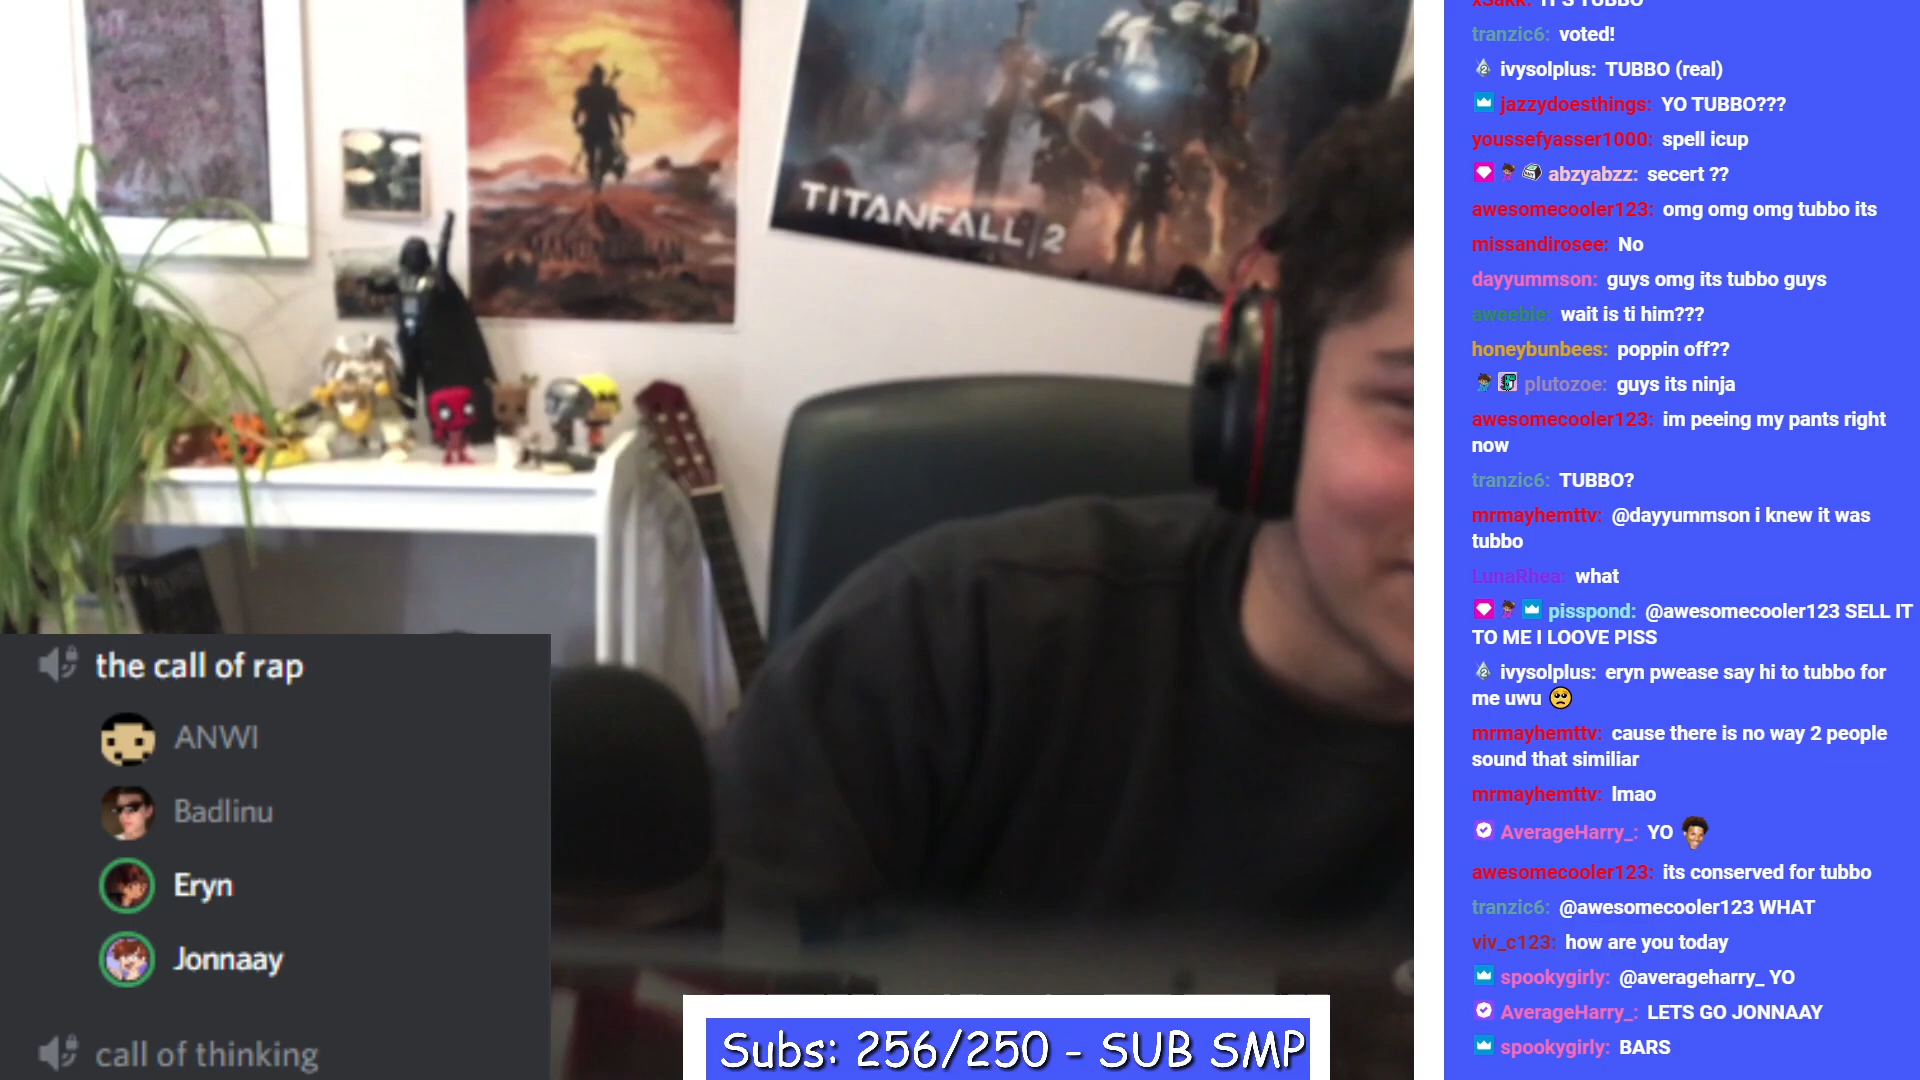 TITANFALL|2
MANDALORIAN
the call of rap
ANWI
Badlinu
Eryn
Jonnaay
call of thinking
Subs: 256/250 - SUB SMP
xSakk: IT'S TUBBO
tranzic6: voted!
ivysolplus: TUBBO (real)
jazzydoesthings: YO TUBBO???
youssefyasser1000: spell icup
abzyabzz: secert ??
awesomecooler123: omg omg omg tubbo its
missandirosee: No
dayyummson: guys omg its tubbo guys
aweebie: wait is ti him???
honeybunbees: poppin off??
plutozoe: guys its ninja
awesomecooler123: im peeing my pants right
now
tranzic6: TUBBO?
mrmayhemttv: @dayyummson i knew it was
tubbo
LunaRhea: what
pisspond: @awesomecooler123 SELL IT
TO ME I LOOVE PISS
ivysolplus: eryn pwease say hi to tubbo for
me uwu 🥺
mrmayhemttv: cause there is no way 2 people
sound that similiar
mrmayhemttv: lmao
AverageHarry_: YO
awesomecooler123: its conserved for tubbo
tranzic6: @awesomecooler123 WHAT
viv_c123: how are you today
spookygirly: @averageharry_ YO
AverageHarry_: LETS GO JONNAAY
spookygirly: BARS